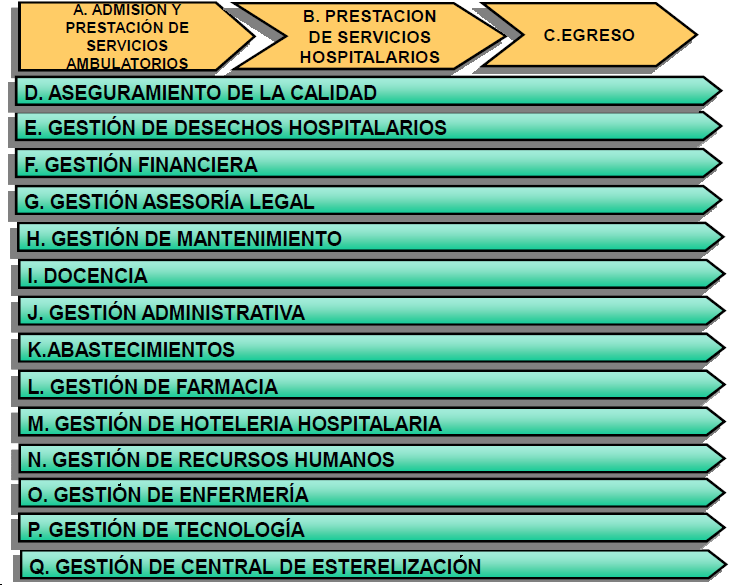 A. ADMISIÓN Y
PRESTACIÓN DE
SERVICIOS
AMBULATORIOS
B. PRESTACION
DE SERVICIOS
HOSPITALARIOS
C.EGRESO
D. ASEGURAMIENTO DE LA CALIDAD
E. GESTIÓN DE DESECHOS HOSPITALARIOS
F. GESTIÓN FINANCIERA
G. GESTIÓN ASESORÍA LEGAL
H. GESTIÓN DE MANTENIMIENTO
I. DOCENCIA
J. GESTIÓN ADMINISTRATIVA
K.ABASTECIMIENTOS
L. GESTIÓN DE FARMACIA
M. GESTIÓN DE HOTELERIA HOSPITALARIA
N. GESTIÓN DE RECURSOS HUMANOS
O. GESTIÓN DE ENFERMERÍA
P. GESTIÓN DE TECNOLOGÍA
Q. GESTIÓN DE CENTRAL DE ESTERELIZACIÓN